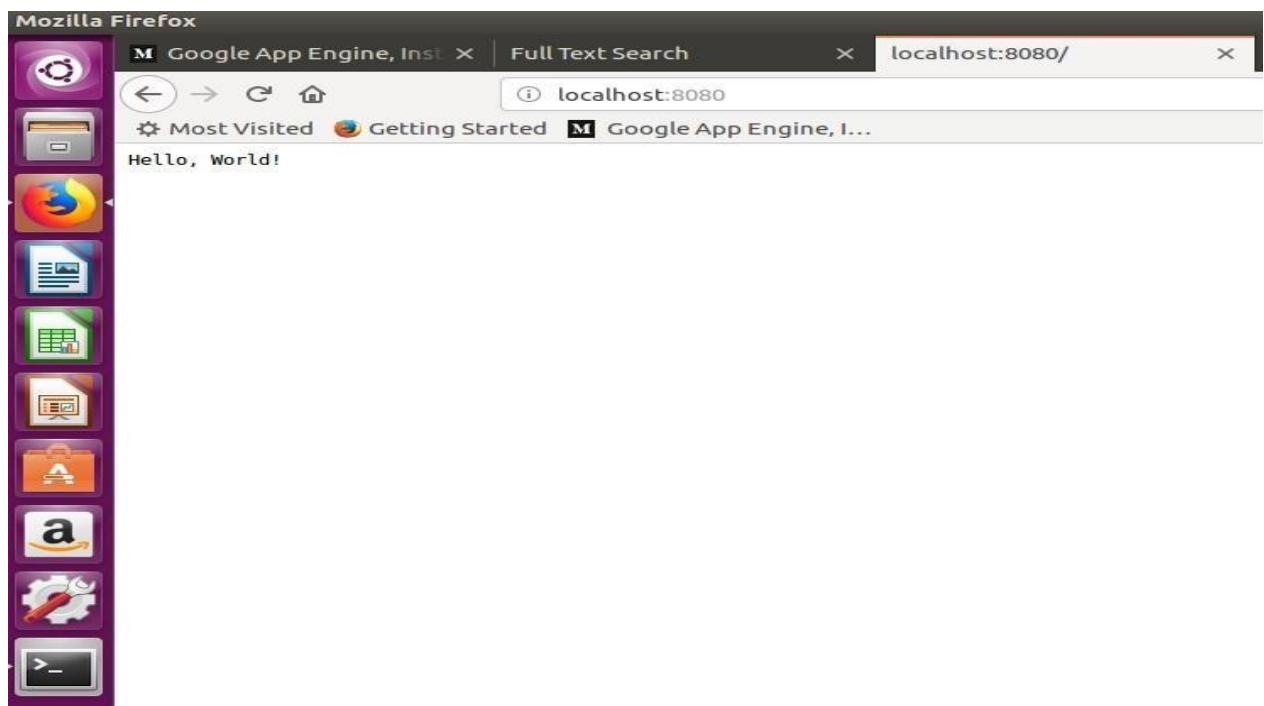 Mozilla Firefox
M Google App Engine, Inst Full Text Search localhost:8080/
localhost:8080
Most Visited Getting Started M Google App Engine, I...
Hello, World!
A
a
>_